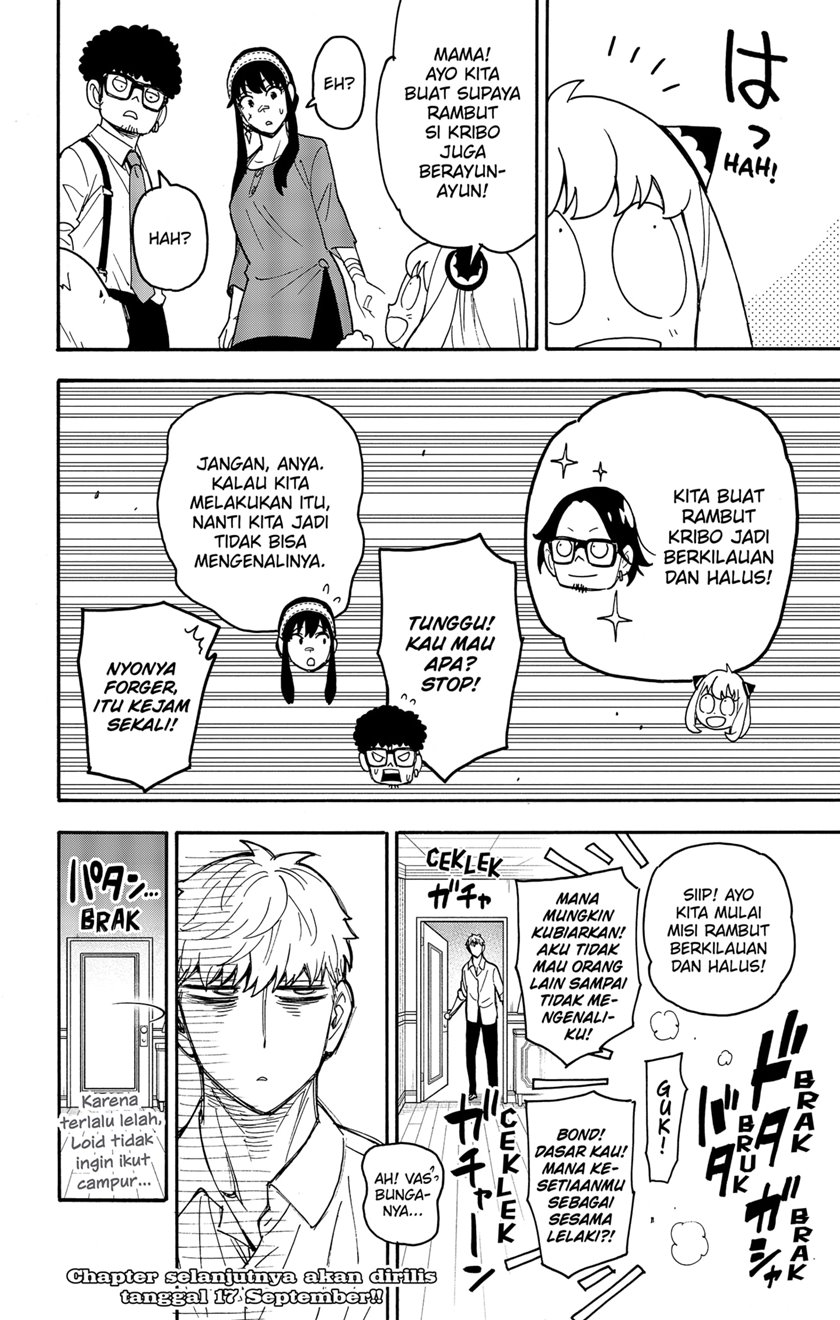 はっ
HAH!
MAMA!
AYO KITA
BUAT SUPAYA
RAMBUT
SI KRIBO
JUGA
BERAYUN-
AYUN!
EH?
HAH?
KITA BUAT
RAMBUT
KRIBO JADI
BERKILAUAN
DAN HALUS!
JANGAN, ANYA.
KALAU KITA
MELAKUKAN ITU,
NANTI KITA JADI
TIDAK BISA
MENGENALINYA.
TUNGGU!
KAU MAU
APA?
STOP!
NYONYA
FORGER,
ITU KEJAM
SEKALI!
SIIP! AYO
KITA MULAI
MISI RAMBUT
BERKILAUAN
DAN HALUS!
MANA
MUNGKIN
KUBIARKAN!
AKU TIDAK
MAU ORANG
LAIN SAMPAI
TIDAK ME-
NGENALI-
KU!
CEKLEK
ガチャ
ドタ
BRAK
バタ
BRUK
ガシャ
BRAK
GUK!
BOND!
DASAR KAU!
MANA KE-
SETIAANMU
SEBAGAI
SESAMA
LELAKI?!
CEKLEK
ガチャーン
AH! VAS
BUNGA-
NYA...
パタン...
BRAK
Karena
terlalu lelah,
Loid tidak
ingin ikut
campur...
Chapter selanjutnya akan dirilis
tanggal 17 September!!